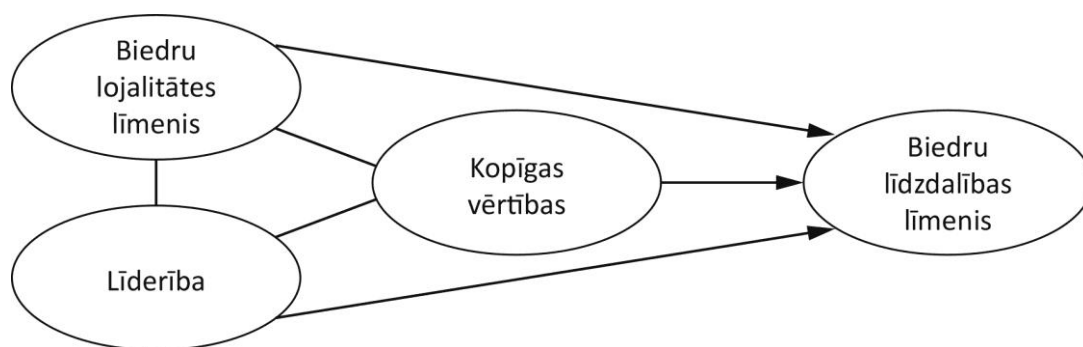 Biedru
lojalitātes
līmenis
Kopīgas
vērtības
Biedru
līdzdalības
līmenis
Līderība